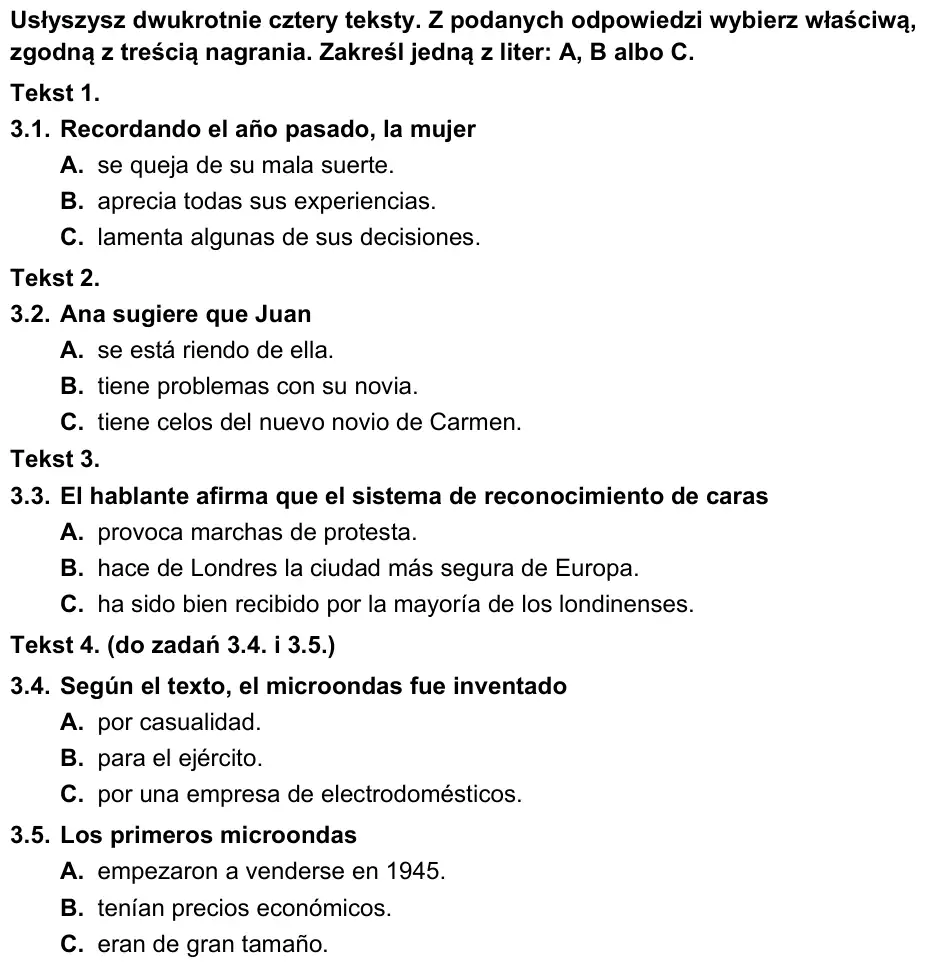 Usłyszysz dwukrotnie cztery teksty. Z podanych odpowiedzi wybierz właściwą,
zgodną z treścią nagrania. Zakreśl jedną z liter: A, B albo C.
Tekst 1.
3.1. Recordando el año pasado, la mujer
A. se queja de su mala suerte.
B. aprecia todas sus experiencias.
C. lamenta algunas de sus decisiones.
Tekst 2.
3.2. Ana sugiere que Juan
A. se está riendo de ella.
B. tiene problemas con su novia.
C. tiene celos del nuevo novio de Carmen.
Tekst 3.
3.3. El hablante afirma que el sistema de reconocimiento de caras
A. provoca marchas de protesta.
B. hace de Londres la ciudad más segura de Europa.
C. ha sido bien recibido por la mayoría de los londinenses.
Tekst 4. (do zadań 3.4. i 3.5.)
3.4. Según el texto, el microondas fue inventado
A. por casualidad.
B. para el ejército.
C. por una empresa de electrodomésticos.
3.5. Los primeros microondas
A. empezaron a venderse en 1945.
B. tenían precios económicos.
C. eran de gran tamaño.